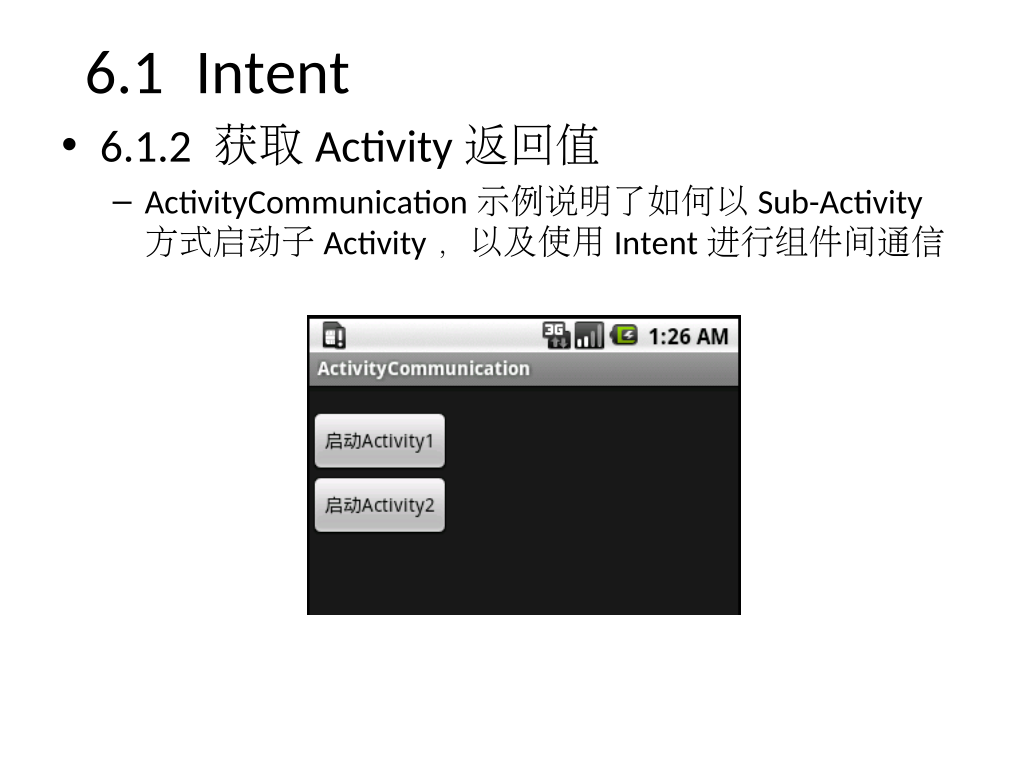 6.1 Intent
• 6.1.2 获取 Activity 返回值
– ActivityCommunication 示例说明了如何以 Sub-Activity
方式启动子 Activity ，以及使用 Intent 进行组件间通信
3G 1:26 AM
ActivityCommunication
启动Activity1
启动Activity2